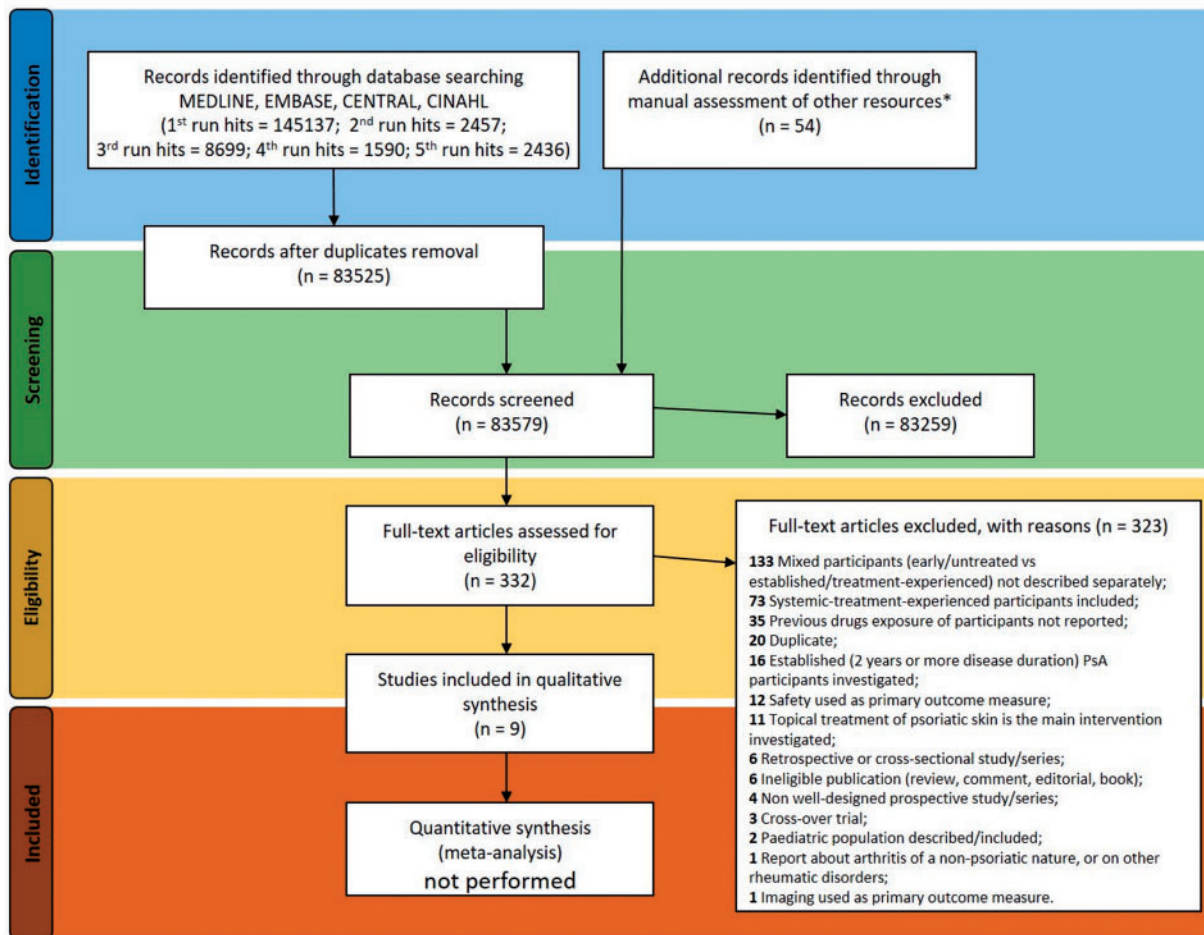 Identification
Records identified through database searching
MEDLINE, EMBASE, CENTRAL, CINAHL
(1st run hits = 145137; 2nd run hits = 2457;
3rd run hits = 8699; 4th run hits = 1590; 5th run hits = 2436)
Additional records identified through
manual assessment of other resources*
(n = 54)
Records after duplicates removal
(n = 83525)
Screening
Records screened
(n = 83579)
Records excluded
(n = 83259)
Eligibility
Full-text articles assessed for
eligibility
(n = 332)
Full-text articles excluded, with reasons (n = 323)
133 Mixed participants (early/untreated vs
established/treatment-experienced) not described separately;
73 Systemic-treatment-experienced participants included;
35 Previous drugs exposure of participants not reported;
20 Duplicate;
16 Established (2 years or more disease duration) PsA
participants investigated;
12 Safety used as primary outcome measure;
11 Topical treatment of psoriatic skin is the main intervention
investigated;
6 Retrospective or cross-sectional study/series;
6 Ineligible publication (review, comment, editorial, book);
4 Non well-designed prospective study/series;
3 Cross-over trial;
2 Paediatric population described/included;
1 Report about arthritis of a non-psoriatic nature, or on other
rheumatic disorders;
1 Imaging used as primary outcome measure.
Studies included in qualitative
synthesis
(n = 9)
Included
Quantitative synthesis
(meta-analysis)
not performed